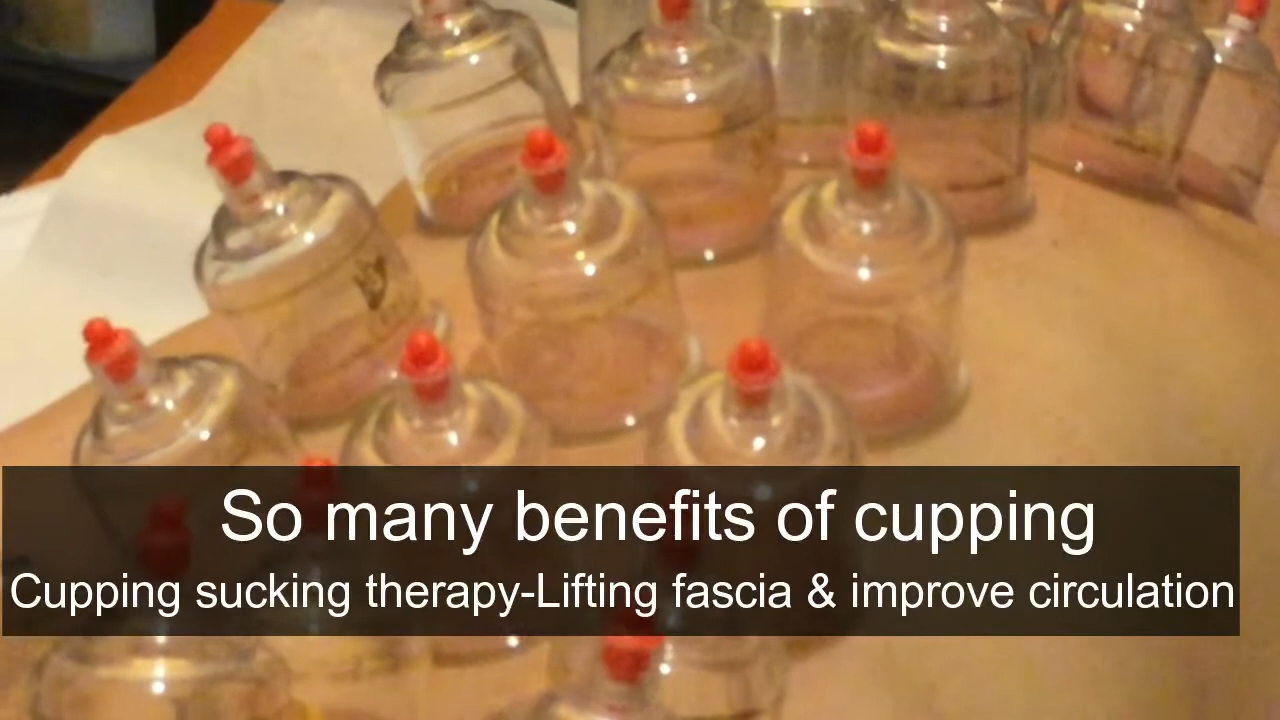 So many benefits of cupping
Cupping sucking therapy-Lifting fascia & improve circulation